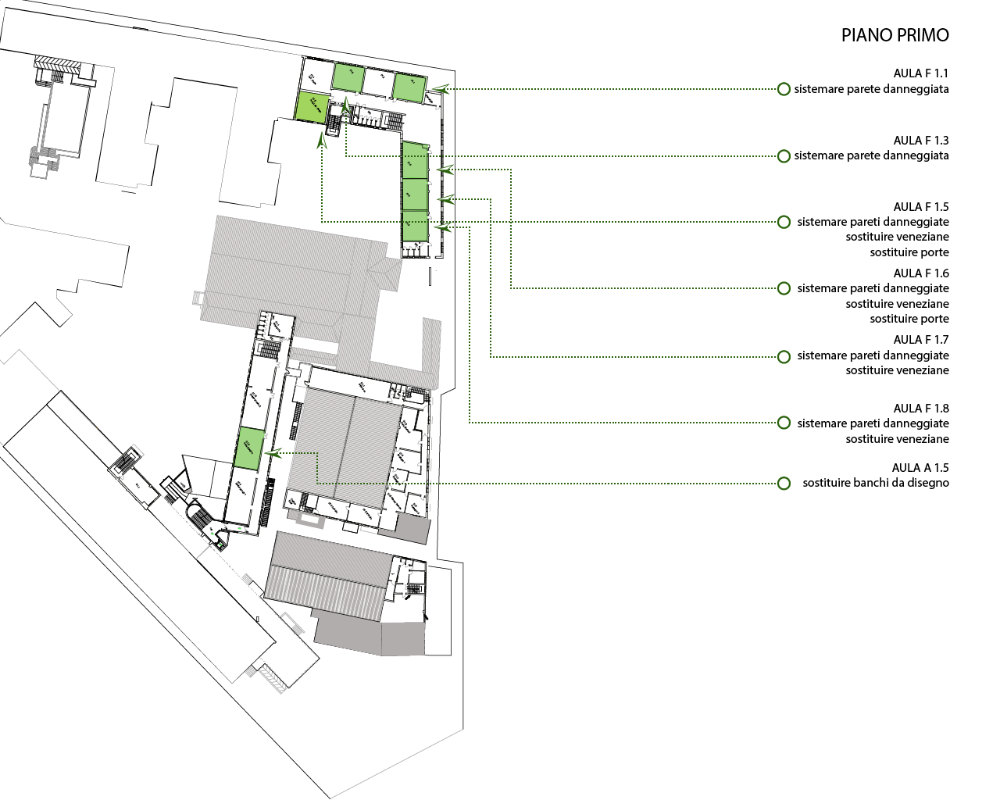 PIANO PRIMO
AULA F 1.1
sistemare parete danneggiata
AULA F 1.3
sistemare parete danneggiata
AULA F 1.5
sistemare pareti danneggiate
sostituire veneziane
sostituire porte
AULA F 1.6
sistemare pareti danneggiate
sostituire veneziane
sostituire porte
AULA F 1.7
sistemare pareti danneggiate
sostituire veneziane
AULA F 1.8
sistemare pareti danneggiate
sostituire veneziane
AULA A 1.5
sostituire banchi da disegno